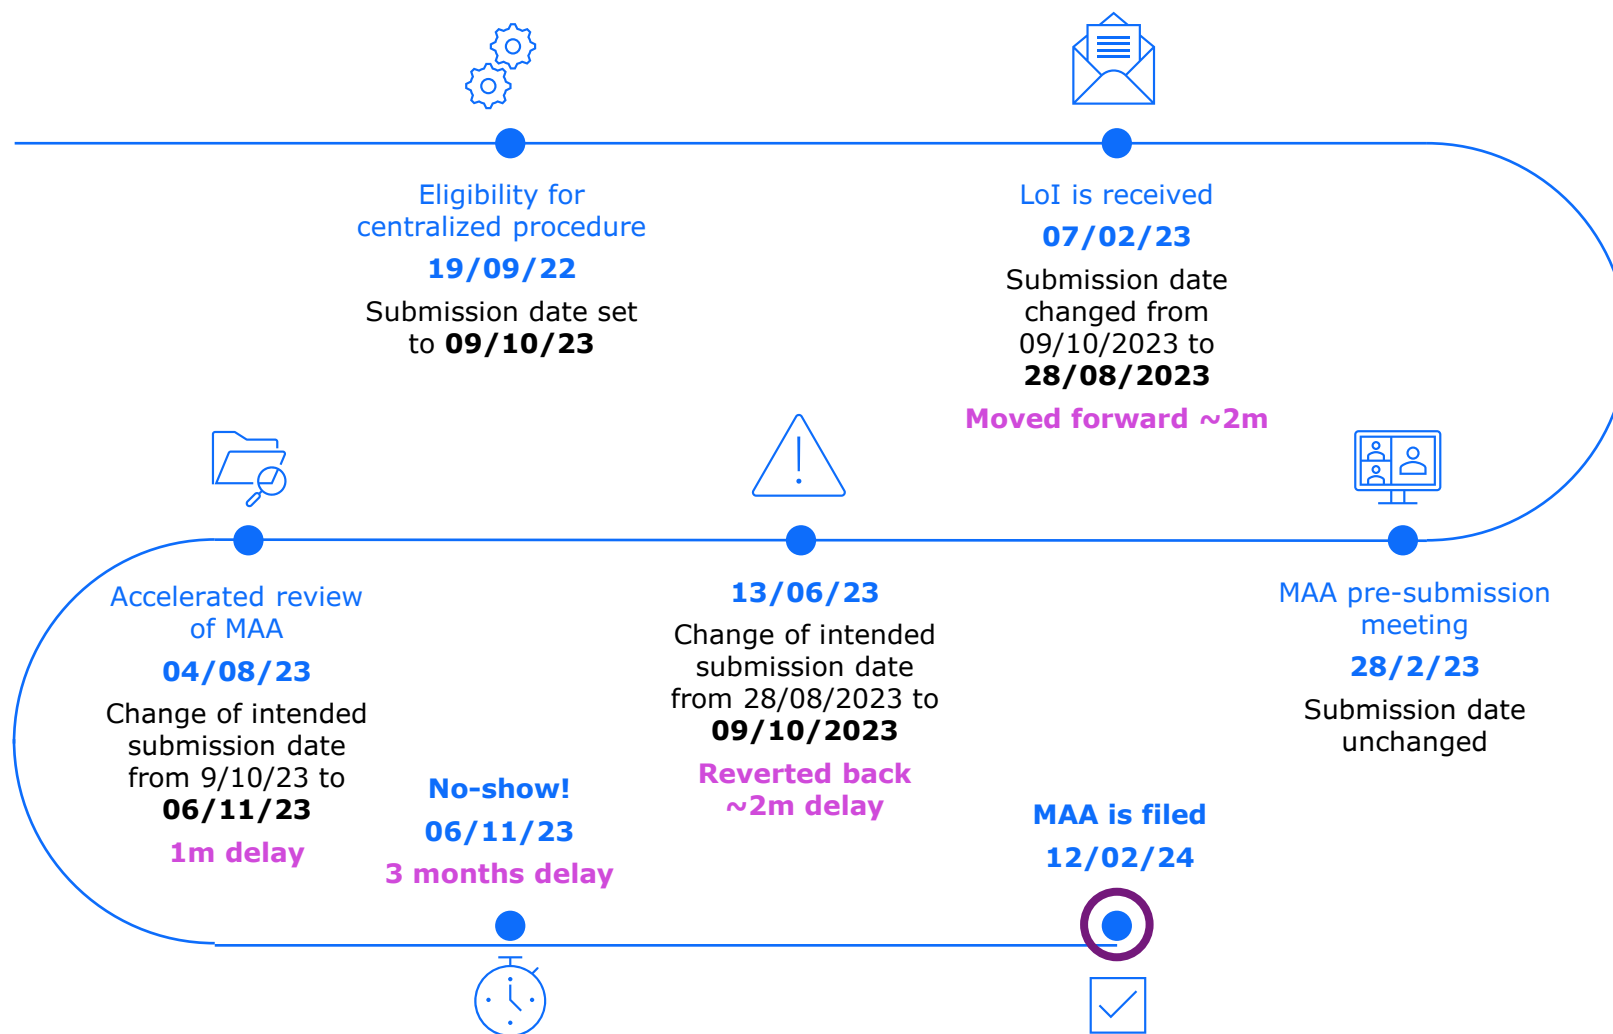 Eligibility for
centralized procedure
19/09/22
Submission date set
to 09/10/23
LoI is received
07/02/23
Submission date
changed from
09/10/2023 to
28/08/2023
Moved forward ~2m
MAA pre-submission
meeting
28/2/23
Submission date
unchanged
13/06/23
Change of intended
submission date
from 28/08/2023 to
09/10/2023
Reverted back
~2m delay
Accelerated review
of MAA
04/08/23
Change of intended
submission date
from 9/10/23 to
06/11/23
1m delay
No-show!
06/11/23
3 months delay
MAA is filed
12/02/24